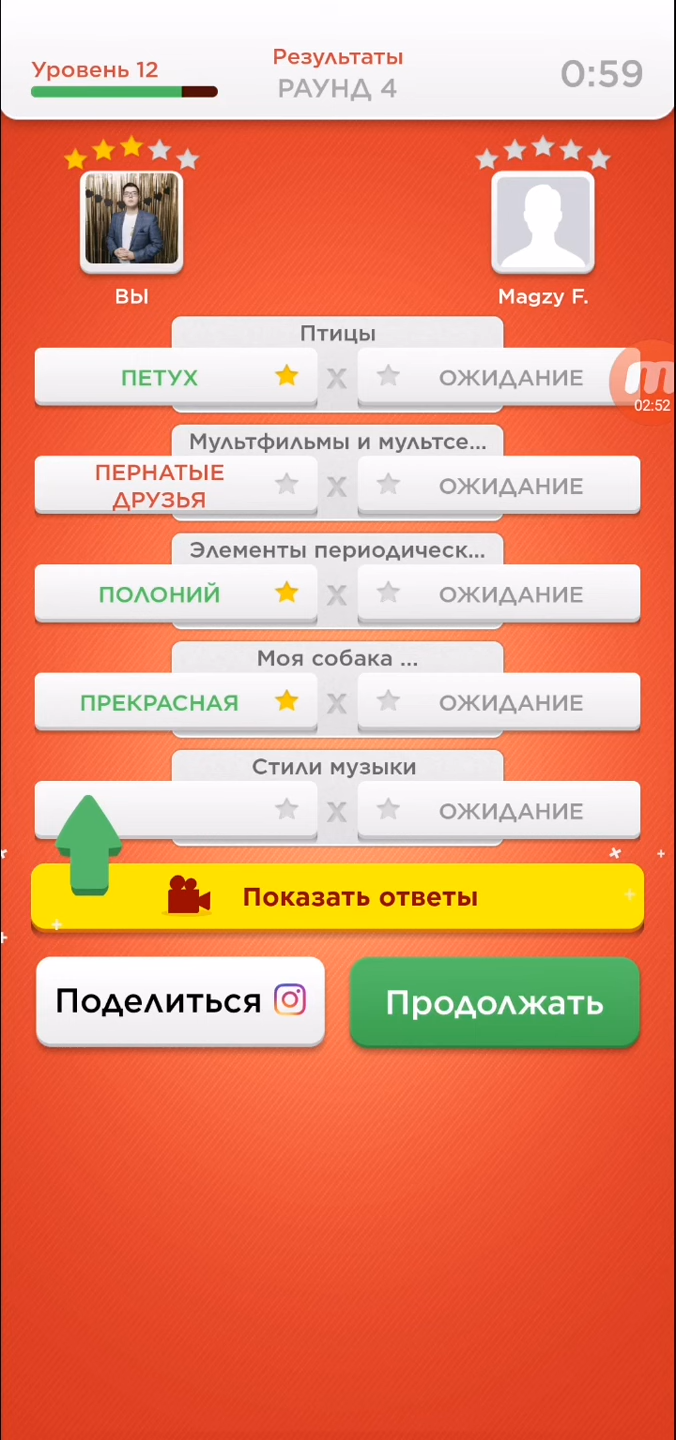 Уровень 12
Результаты
РАУНД 4
0:59
ВЫ
Magzy F.
Птицы
ПЕТУХ
X
ОЖИДАНИЕ
02:52
Мультфильмы и мультсе...
ПЕРНАТЫЕ
ДРУЗЬЯ
X
ОЖИДАНИЕ
Элементы периодическ...
ПОЛОНИЙ
X
ОЖИДАНИЕ
Моя собака ...
ПРЕКРАСНАЯ
X
ОЖИДАНИЕ
Стили музыки
X
ОЖИДАНИЕ
Показать ответы
Поделиться
Продолжать